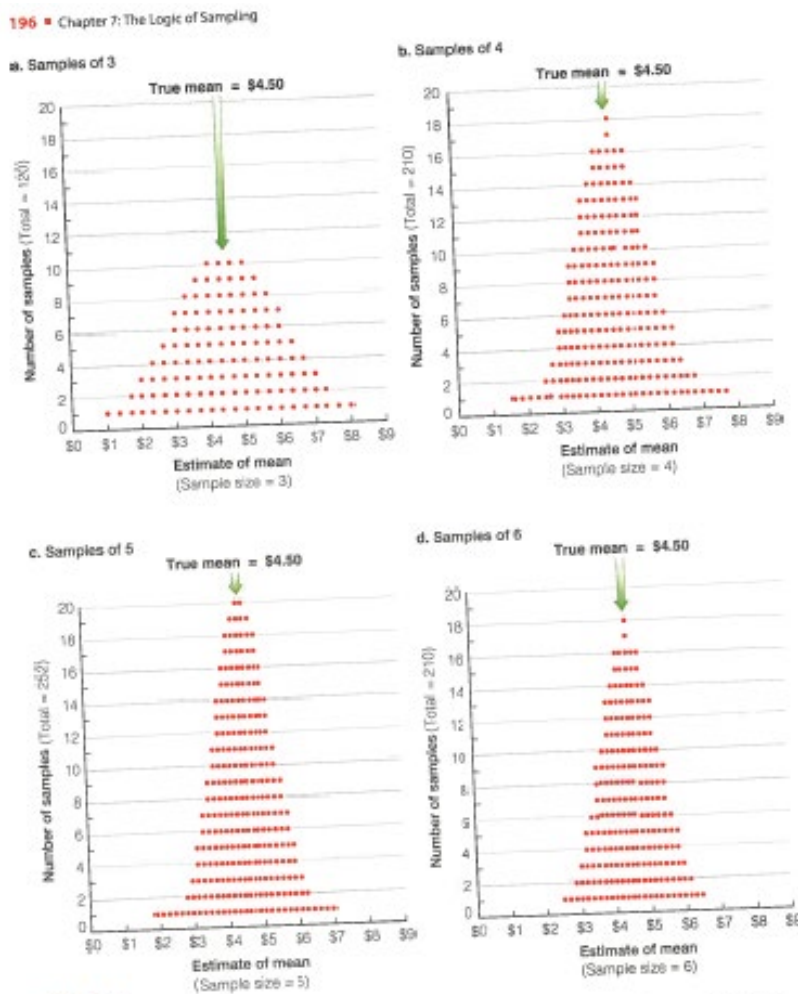 196 ▪ Chapter 7: The Logic of Sampling
a. Samples of 3
True mean = $4.50
20
18
16
14
12
10
8
6
4
2
0
Number of samples (Total = 120)
$0 $1 $2 $3 $4 $5 $6 $7 $8 $9
Estimate of mean
(Sample size = 3)
b. Samples of 4
True mean = $4.50
20
18
16
14
12
10
8
6
4
2
0
Number of samples (Total = 210)
$0 $1 $2 $3 $4 $5 $6 $7 $8 $9
Estimate of mean
(Sample size = 4)
c. Samples of 5
True mean = $4.50
20
18
16
14
12
10
8
6
4
2
0
Number of samples (Total = 252)
$0 $1 $2 $3 $4 $5 $6 $7 $8 $9
Estimate of mean
(Sample size = 5)
d. Samples of 6
True mean = $4.50
20
18
16
14
12
10
8
6
4
2
0
Number of samples (Total = 210)
$0 $1 $2 $3 $4 $5 $6 $7 $8
Estimate of mean
(Sample size = 6)